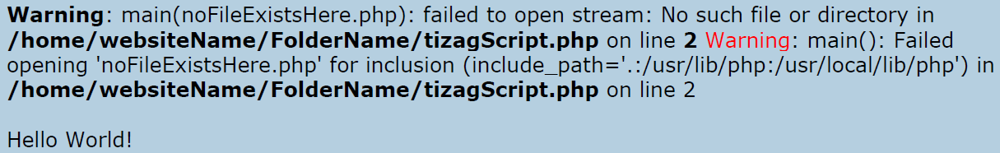 Warning: main(noFileExistsHere.php): failed to open stream: No such file or directory in
/home/websiteName/FolderName/tizagScript.php on line 2 Warning: main(): Failed
opening 'noFileExistsHere.php' for inclusion (include_path='.:/usr/lib/php:/usr/local/lib/php') in
/home/websiteName/FolderName/tizagScript.php on line 2
Hello World!